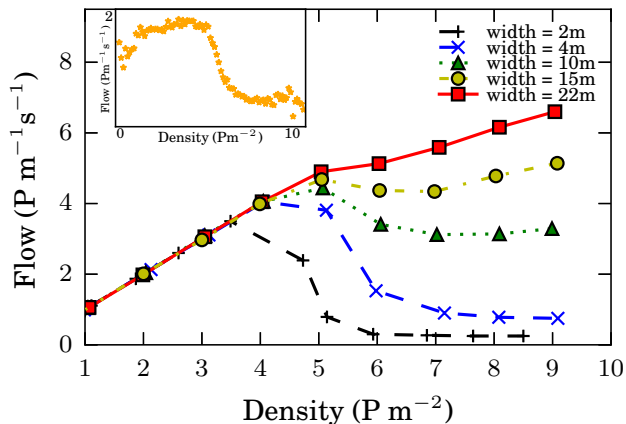 2
Flow (Pm⁻¹s⁻¹)
0
10
Density (Pm⁻²)
width = 2m
width = 4m
width = 10m
width = 15m
width = 22m
8
6
4
2
0
Flow (P m⁻¹s⁻¹)
1 2 3 4 5 6 7 8 9 10
Density (P m⁻²)